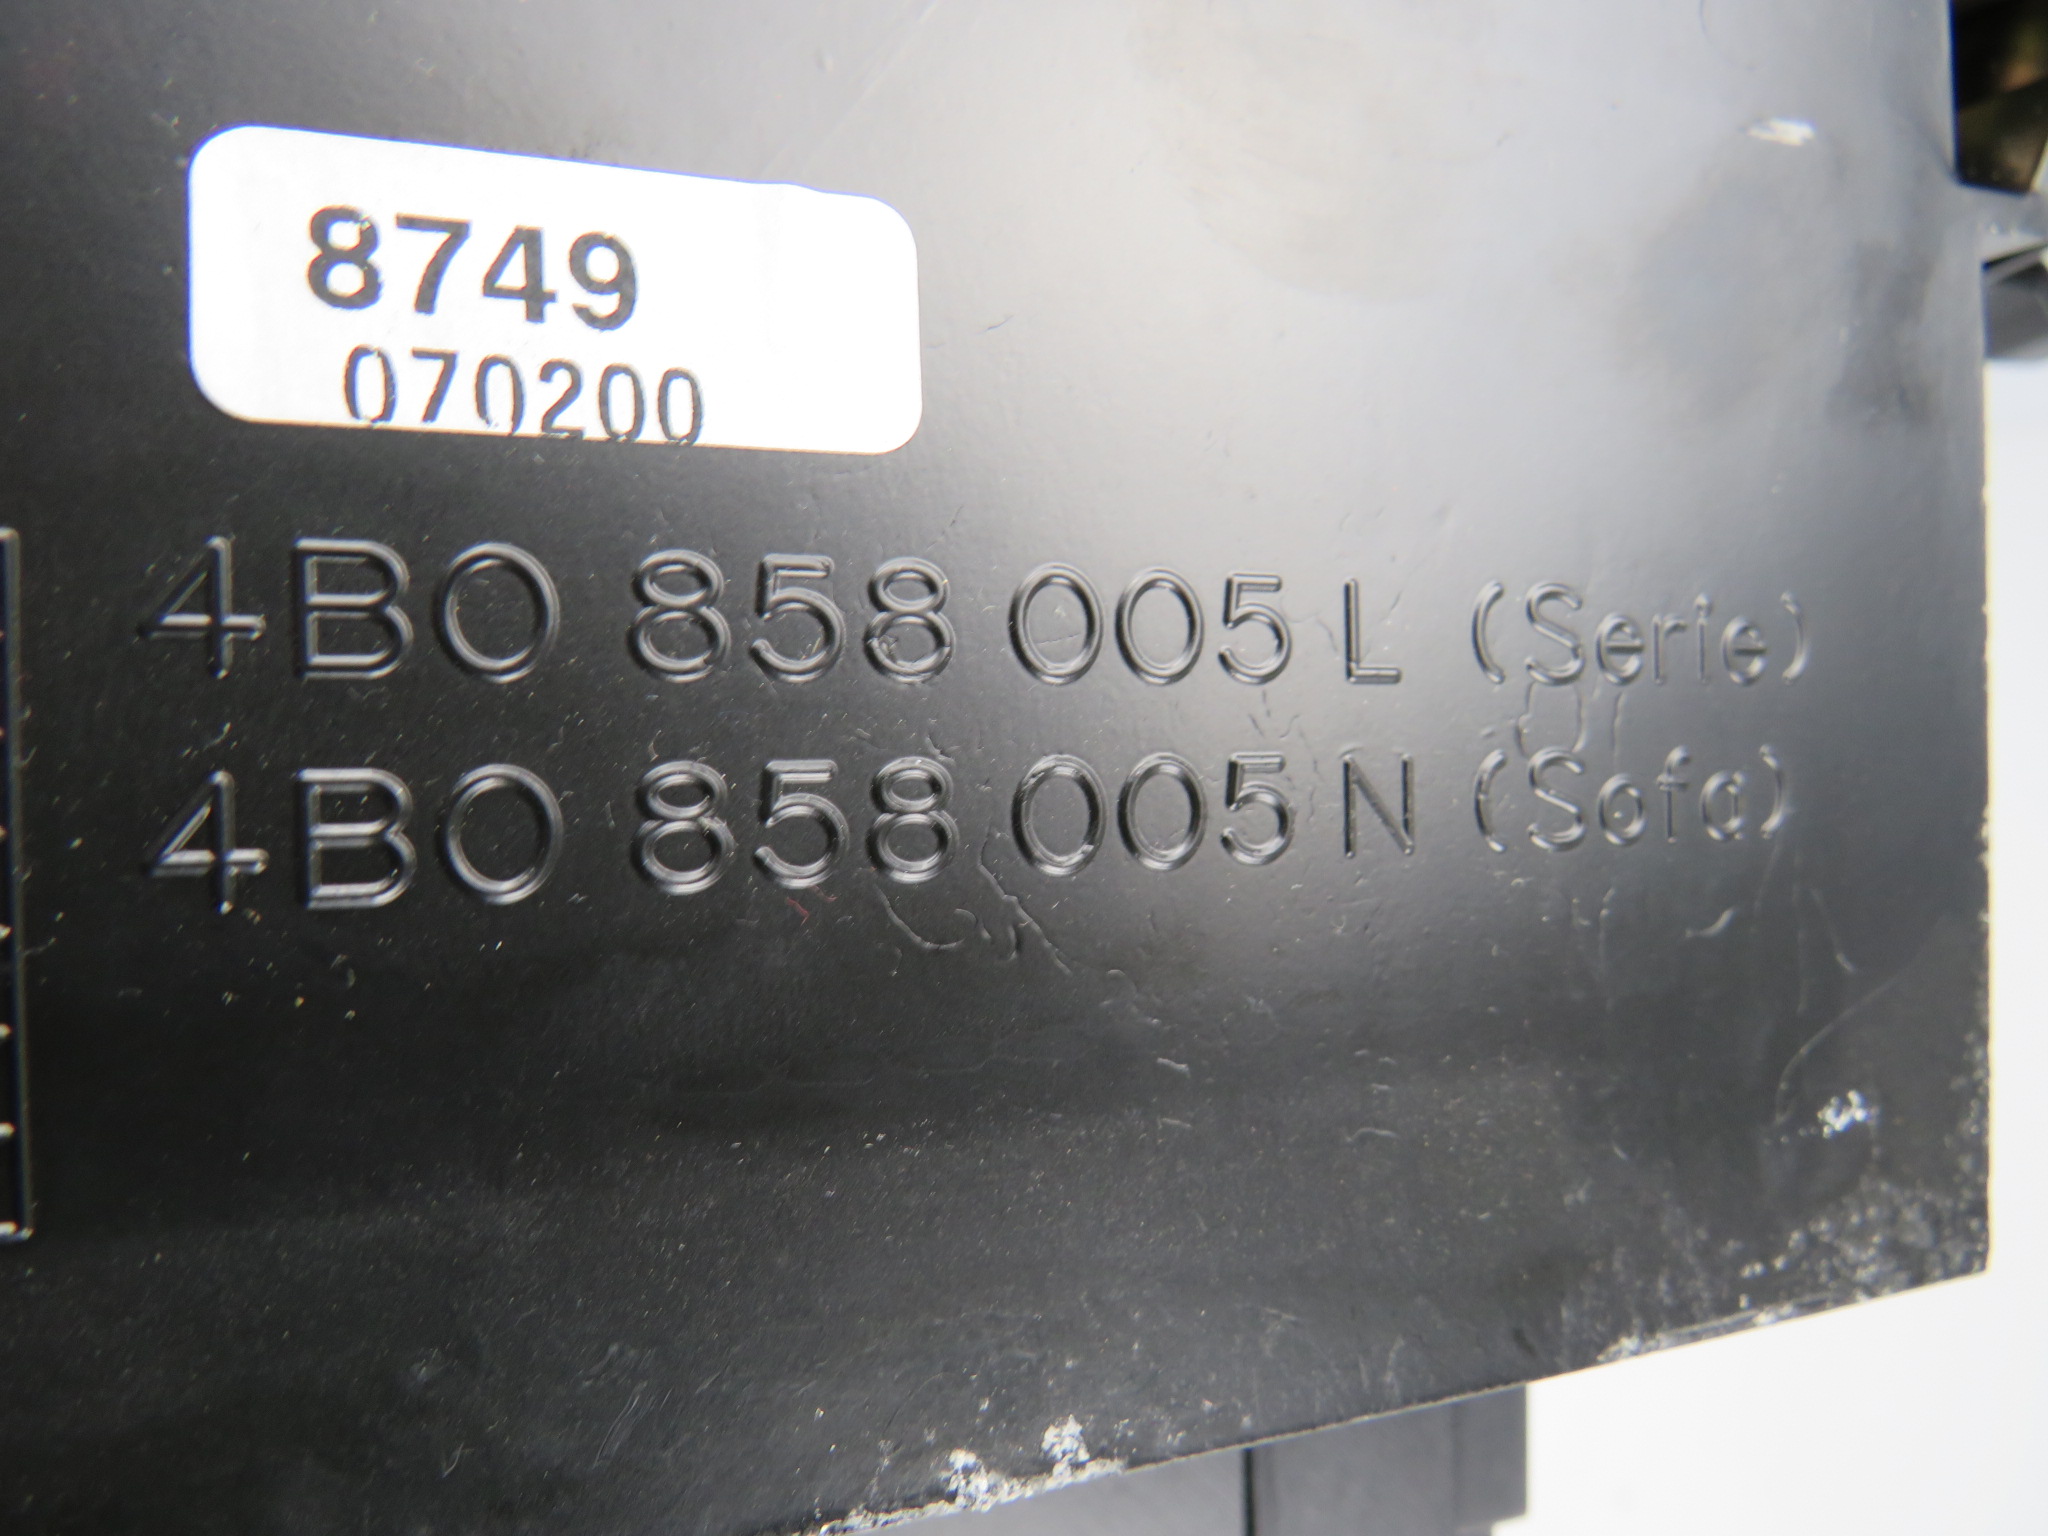 8749
070200
4B0 858 005 L (Serie)
4B0 858 005 N (Sofa)